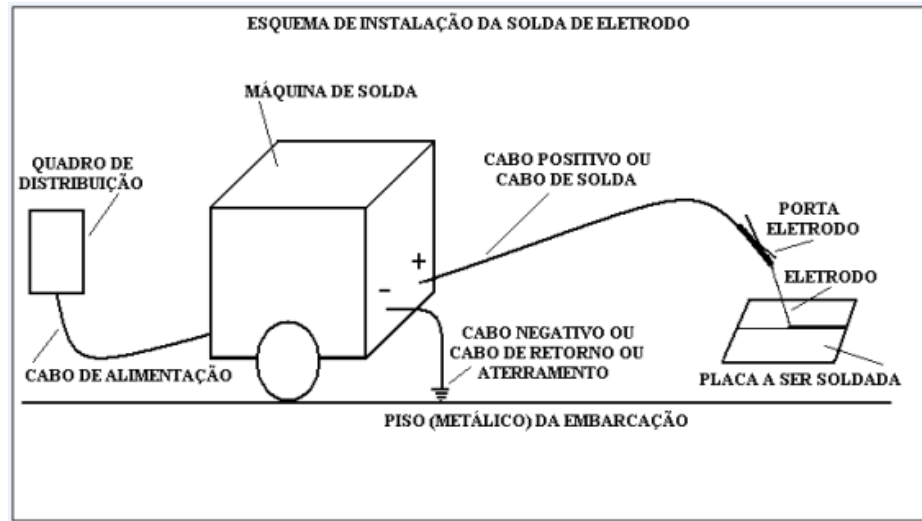 ESQUEMA DE INSTALAÇÃO DA SOLDA DE ELETRODO
MÁQUINA DE SOLDA
QUADRO DE
DISTRIBUIÇÃO
CABO POSITIVO OU
CABO DE SOLDA
PORTA
ELETRODO
ELETRODO
+
-
CABO DE ALIMENTAÇÃO
CABO NEGATIVO OU
CABO DE RETORNO OU
ATERRAMENTO
PLACA A SER SOLDADA
PISO (METÁLICO) DA EMBARCAÇÃO